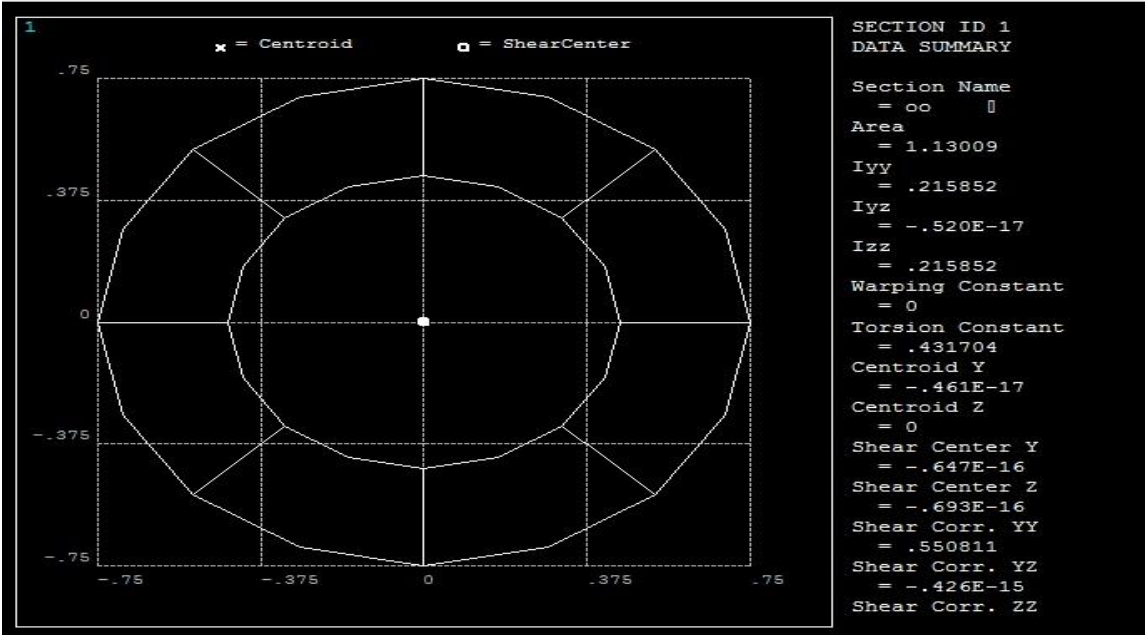 1
× = Centroid
□ = ShearCenter
.75
.375
0
-.375
-.75
-.75
-.375
0
.375
.75
SECTION ID 1
DATA SUMMARY
Section Name
= oo ▯
Area
= 1.13009
Iyy
= .215852
Iyz
= -.520E-17
Izz
= .215852
Warping Constant
= 0
Torsion Constant
= .431704
Centroid Y
= -.461E-17
Centroid Z
= 0
Shear Center Y
= -.647E-16
Shear Center Z
= -.693E-16
Shear Corr. YY
= .550811
Shear Corr. YZ
= -.426E-15
Shear Corr. ZZ